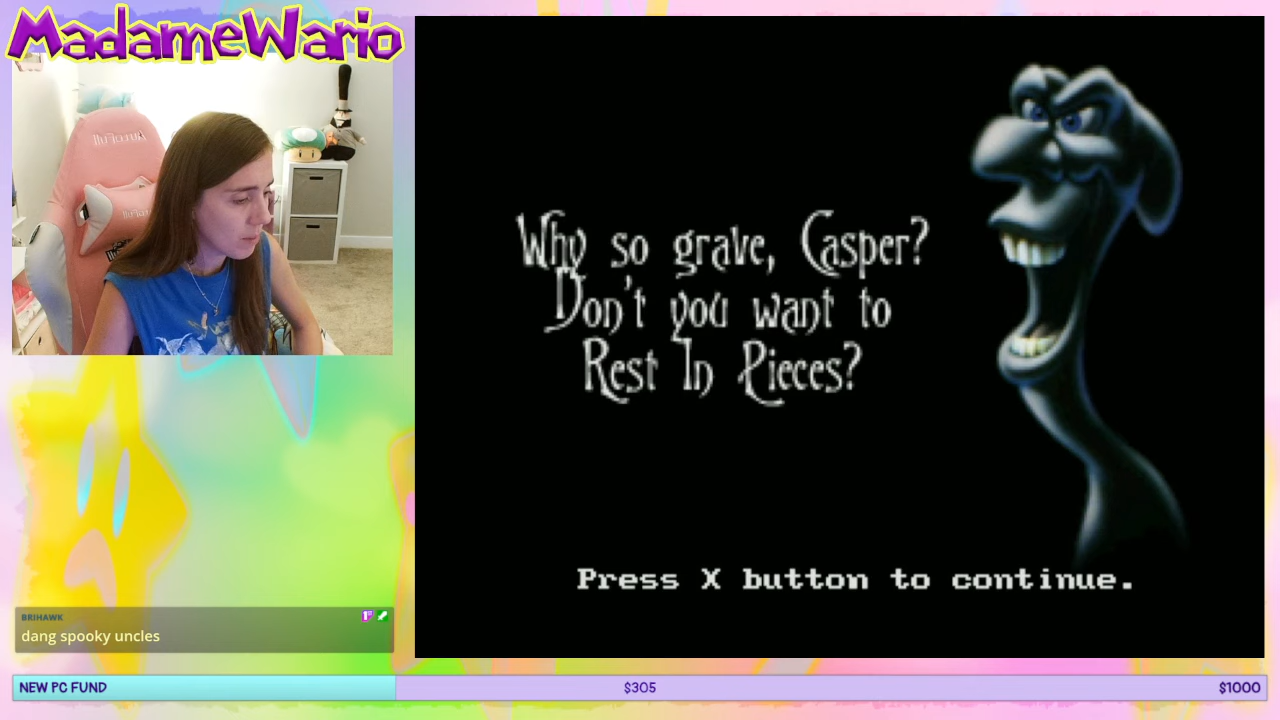 MadameWario
Why so grave, Casper?
Don't you want to
Rest In Pieces?
Press X button to continue.
BRIHAWK
dang spooky uncles
NEW PC FUND
$305
$1000